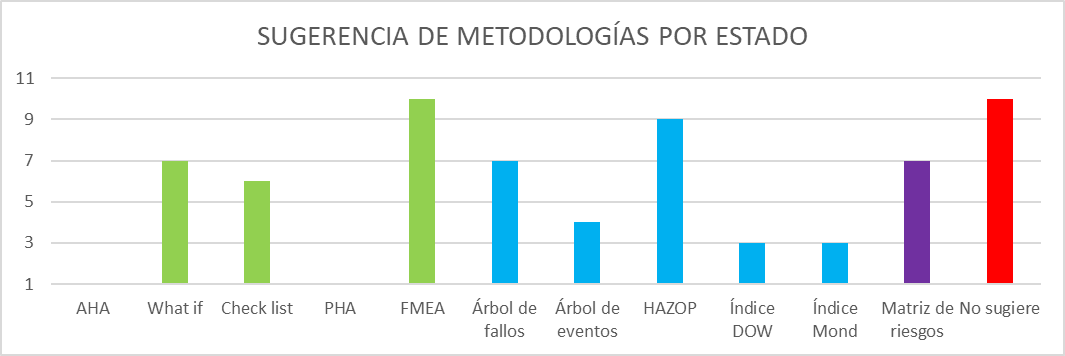 SUGERENCIA DE METODOLOGÍAS POR ESTADO
11
9
7
5
3
1
AHA
What if
Check list
PHA
FMEA
Árbol de
fallos
Árbol de
eventos
HAZOP
Índice
DOW
Índice
Mond
Matriz de
riesgos
No sugiere